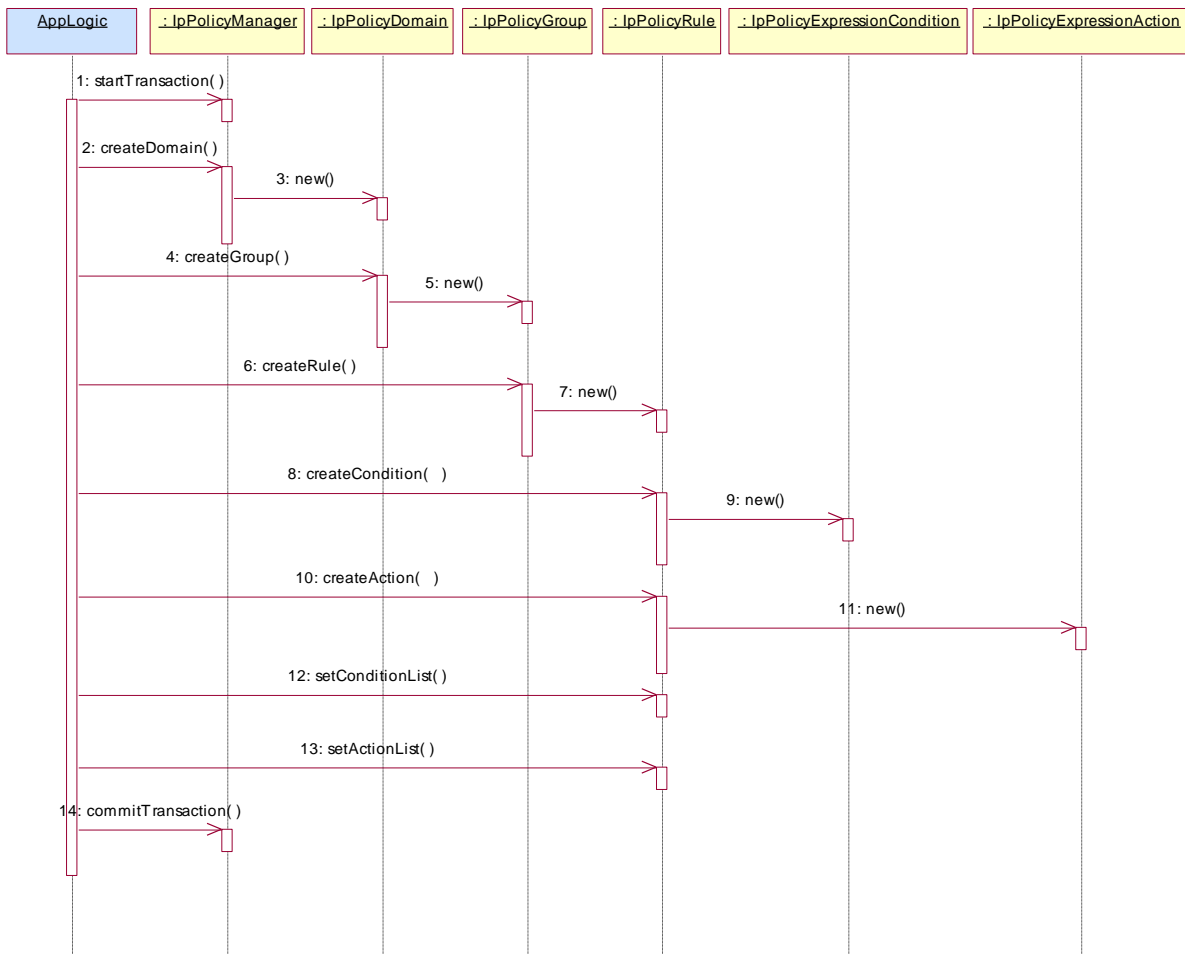 AppLogic
: IpPolicyManager
: IpPolicyDomain
: IpPolicyGroup
: IpPolicyRule
: IpPolicyExpressionCondition
: IpPolicyExpressionAction
1: startTransaction( )
2: createDomain( )
3: new()
4: createGroup( )
5: new()
6: createRule( )
7: new()
8: createCondition(  )
9: new()
10: createAction(  )
11: new()
12: setConditionList( )
13: setActionList( )
14: commitTransaction( )